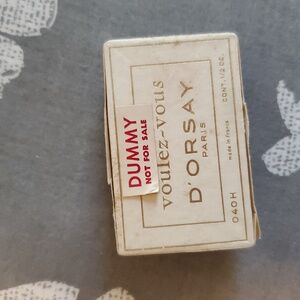 DUMMY
NOT FOR SALE
voulez-vous
D'ORSAY
PARIS
made in France
CONT. 1/2 OZ.
040H